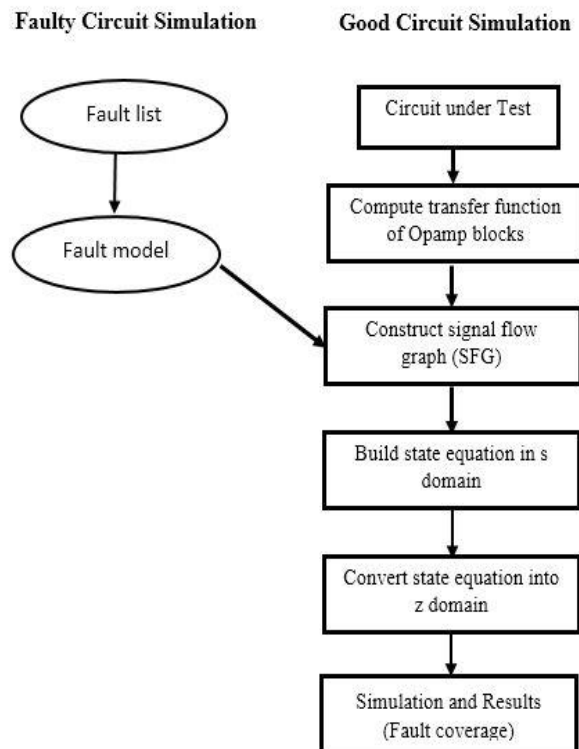 Faulty Circuit Simulation
Good Circuit Simulation
Fault list
Fault model
Circuit under Test
Compute transfer function
of Opamp blocks
Construct signal flow
graph (SFG)
Build state equation in s
domain
Convert state equation into
z domain
Simulation and Results
(Fault coverage)